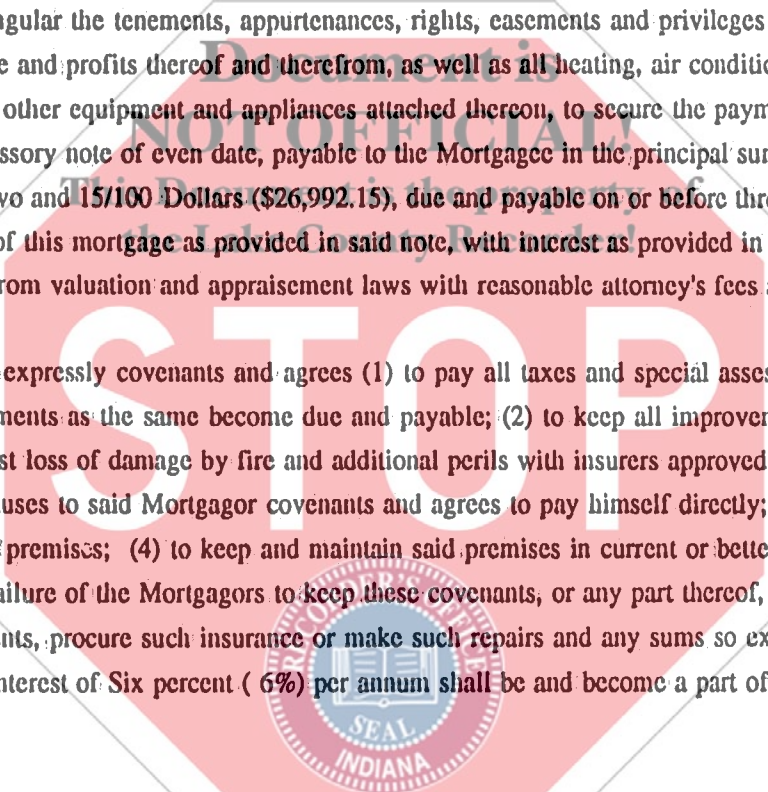 ngular the tenements, appurtenances, rights, easements and privileges
Document is
e and profits thereof and therefrom, as well as all heating, air conditio
other equipment and appliances attached thereon, to secure the paym
NOT OFFICIAL!
ssory note of even date, payable to the Mortgagee in the principal sum
This Document is the property of
wo and 15/100 Dollars ($26,992.15), due and payable on or before thre
the Lake County Recorder!
of this mortgage as provided in said note, with interest as provided in
rom valuation and appraisement laws with reasonable attorney's fees
STOP
expressly covenants and agrees (1) to pay all taxes and special asses
ments as the same become due and payable; (2) to keep all improver
st loss of damage by fire and additional perils with insurers approved
uses to said Mortgagor covenants and agrees to pay himself directly;
premises; (4) to keep and maintain said premises in current or bette
ailure of the Mortgagors to keep these covenants, or any part thereof,
nts, procure such insurance or make such repairs and any sums so ex
nterest of Six percent ( 6%) per annum shall be and become a part of
RECORDER'S OFFICE
SEAL
INDIANA